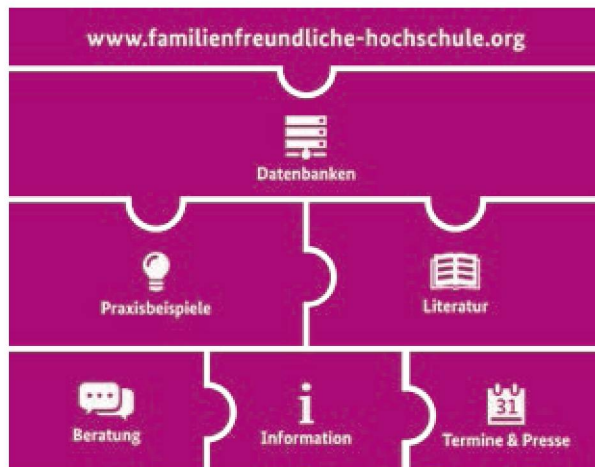 www.familienfreundliche-hochschule.org
Datenbanken
Praxisbeispiele
Literatur
31
Beratung
Information
Termine & Presse